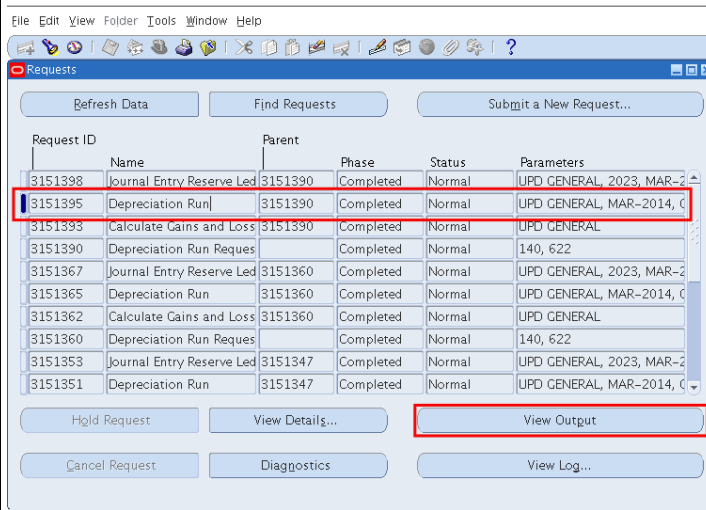 File Edit View Folder Tools Window Help
?
Requests
Refresh Data Find Requests Submit a New Request...
Request ID Parent
Name Phase Status Parameters
3151398 Journal Entry Reserve Led 3151390 Completed Normal UPD GENERAL, 2023, MAR-2
3151395 Depreciation Run 3151390 Completed Normal UPD GENERAL, MAR-2014, C
3151393 Calculate Gains and Loss 3151390 Completed Normal UPD GENERAL
3151390 Depreciation Run Reques Completed Normal 140, 622
3151367 Journal Entry Reserve Led 3151360 Completed Normal UPD GENERAL, 2023, MAR-2
3151365 Depreciation Run 3151360 Completed Normal UPD GENERAL, MAR-2014, C
3151362 Calculate Gains and Loss 3151360 Completed Normal UPD GENERAL
3151360 Depreciation Run Reques Completed Normal 140, 622
3151353 Journal Entry Reserve Led 3151347 Completed Normal UPD GENERAL, 2023, MAR-2
3151351 Depreciation Run 3151347 Completed Normal UPD GENERAL, MAR-2014, C
Hold Request View Details... View Output
Cancel Request Diagnostics View Log...